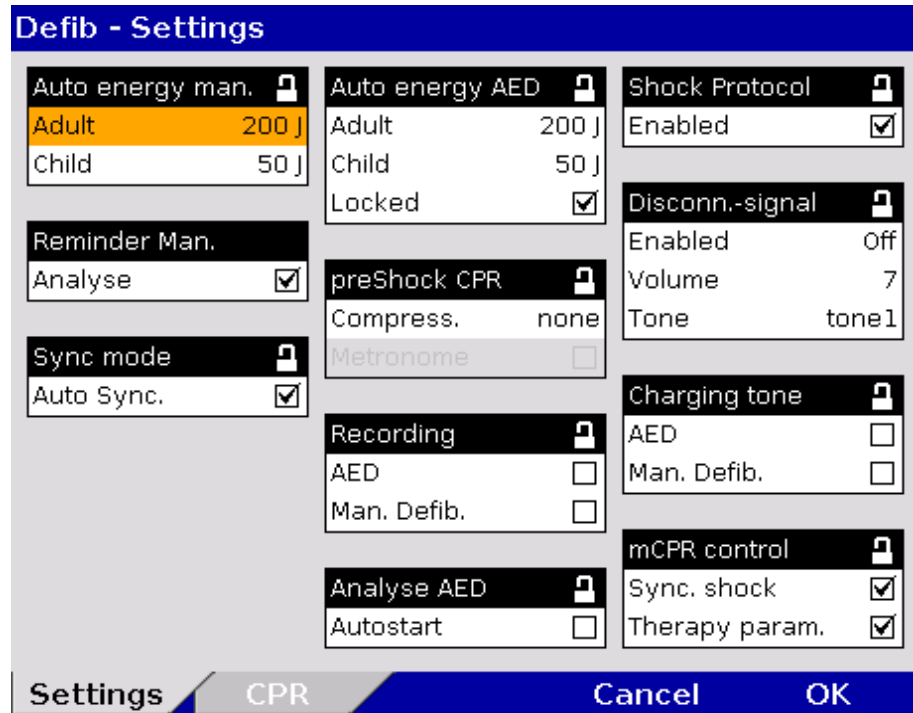 Defib - Settings
Auto energy man.
Adult 200 J
Child 50 J
Reminder Man.
Analyse
Sync mode
Auto Sync.
Auto energy AED
Adult 200 J
Child 50 J
Locked
preShock CPR
Compress. none
Metronome
Recording
AED
Man. Defib.
Analyse AED
Autostart
Shock Protocol
Enabled
Disconn.-signal
Enabled Off
Volume 7
Tone tone1
Charging tone
AED
Man. Defib.
mCPR control
Sync. shock
Therapy param.
Settings CPR Cancel OK